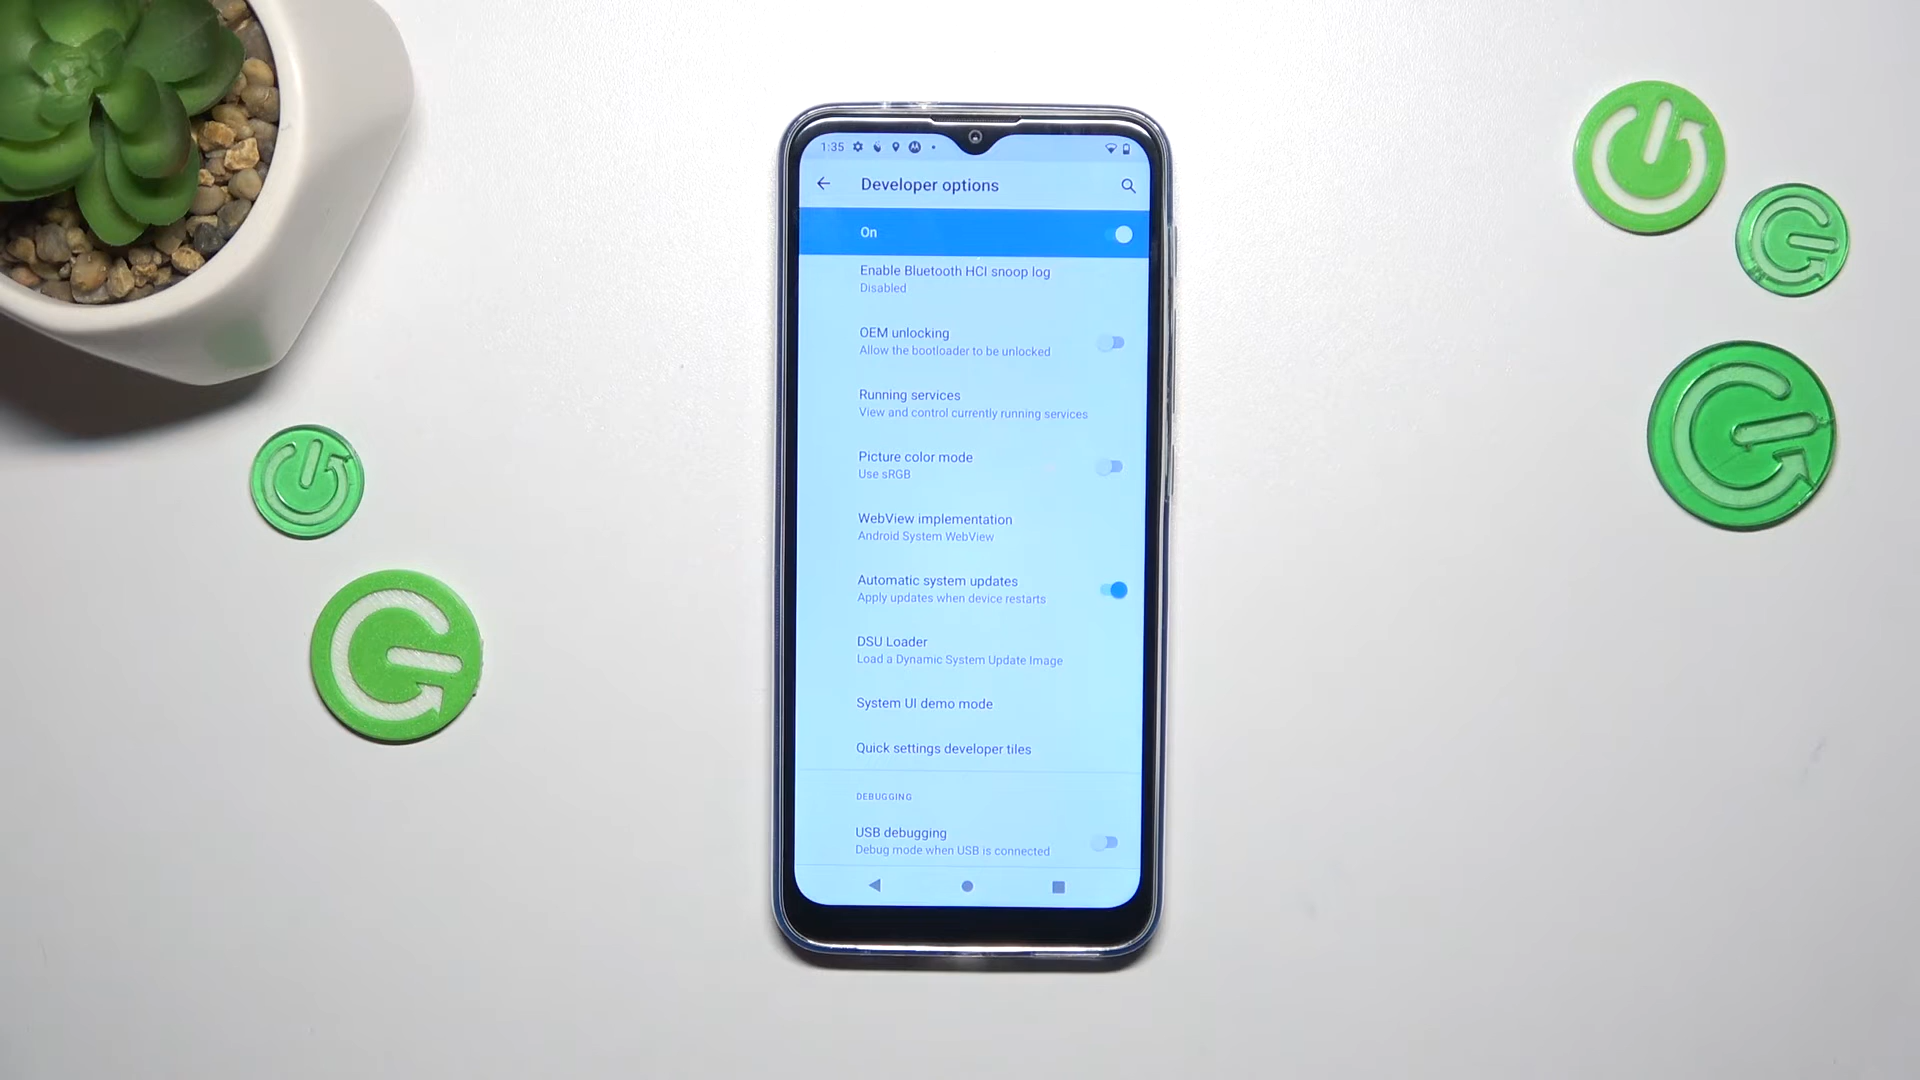 1:35
Developer options
On
Enable Bluetooth HCI snoop log
Disabled
OEM unlocking
Allow the bootloader to be unlocked
Running services
View and control currently running services
Picture color mode
Use sRGB
WebView implementation
Android System WebView
Automatic system updates
Apply updates when device restarts
DSU Loader
Load a Dynamic System Update Image
System UI demo mode
Quick settings developer tiles
DEBUGGING
USB debugging
Debug mode when USB is connected